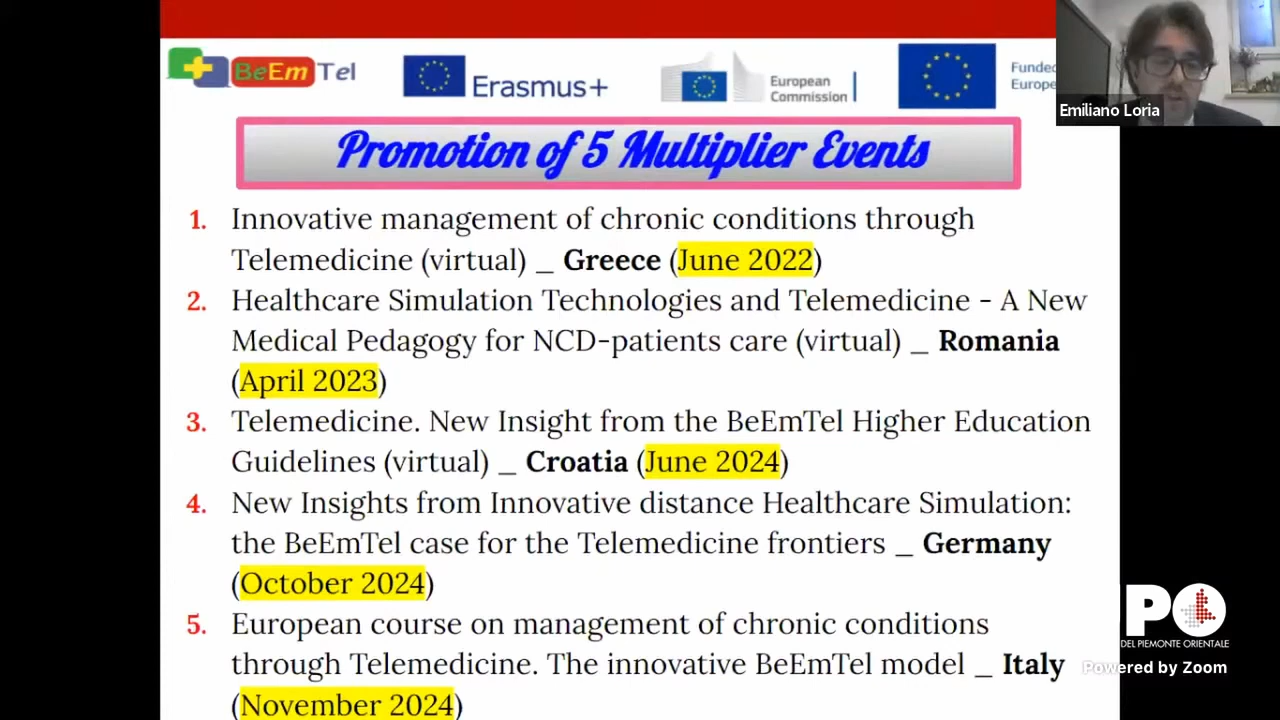 BeEmTel
Erasmus+
European
Commission
Funded
Europe
Emiliano Loria
Promotion of 5 Multiplier Events
1. Innovative management of chronic conditions through
Telemedicine (virtual) _ Greece (June 2022)
2. Healthcare Simulation Technologies and Telemedicine - A New
Medical Pedagogy for NCD-patients care (virtual) _ Romania
(April 2023)
3. Telemedicine. New Insight from the BeEmTel Higher Education
Guidelines (virtual) _ Croatia (June 2024)
4. New Insights from Innovative distance Healthcare Simulation:
the BeEmTel case for the Telemedicine frontiers _ Germany
(October 2024)
5. European course on management of chronic conditions
through Telemedicine. The innovative BeEmTel model _ Italy
(November 2024)
PO
DEL PIEMONTE ORIENTALE
Powered by Zoom